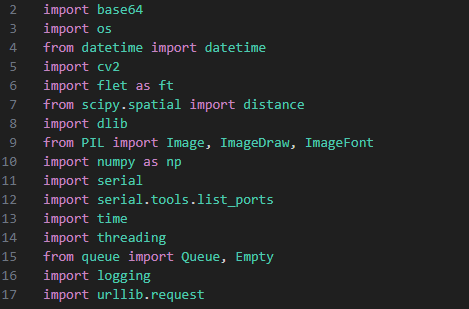 2 import base64
3 import os
4 from datetime import datetime
5 import cv2
6 import flet as ft
7 from scipy.spatial import distance
8 import dlib
9 from PIL import Image, ImageDraw, ImageFont
10 import numpy as np
11 import serial
12 import serial.tools.list_ports
13 import time
14 import threading
15 from queue import Queue, Empty
16 import logging
17 import urllib.request